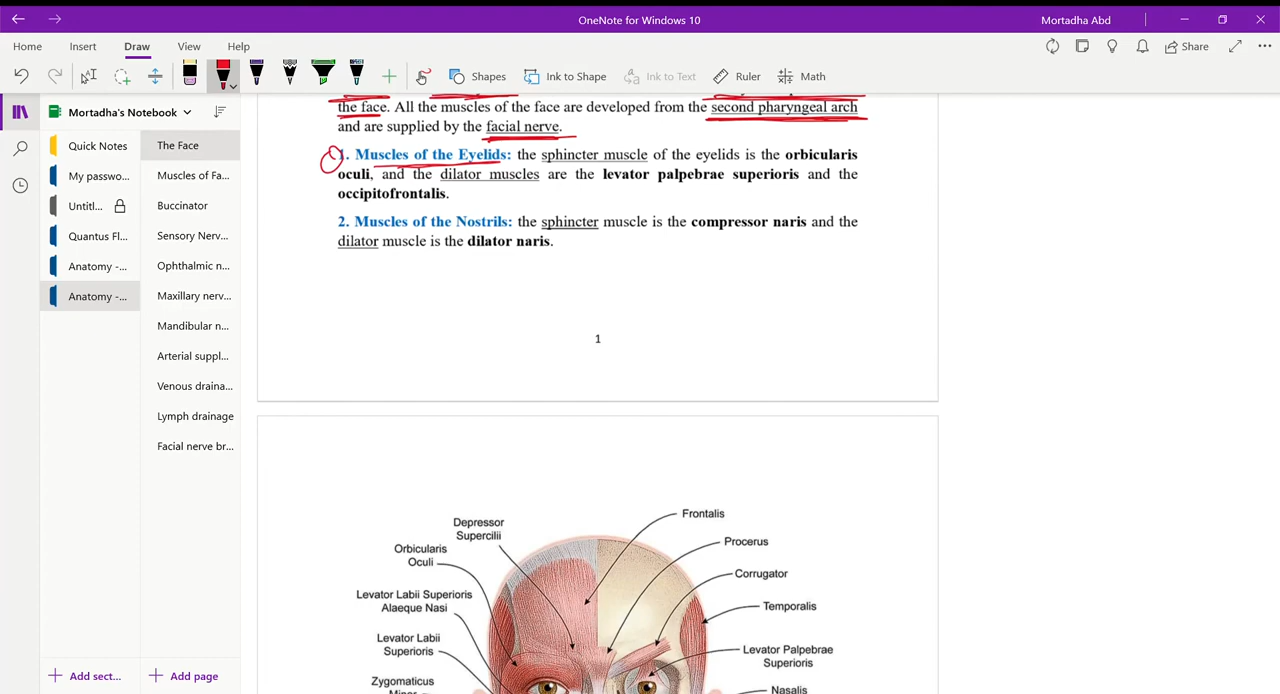 OneNote for Windows 10
Mortadha Abd
Home Insert Draw View Help
Share
Shapes Ink to Shape Ink to Text Ruler Math
Mortadha's Notebook
Quick Notes
My passwo...
Untitl...
Quantus Fl...
Anatomy -...
Anatomy -...
The Face
Muscles of Fa...
Buccinator
Sensory Nerv...
Ophthalmic n...
Maxillary nerv...
Mandibular n...
Arterial suppl...
Venous draina...
Lymph drainage
Facial nerve br...
Add sect...
Add page
the face. All the muscles of the face are developed from the second pharyngeal arch
and are supplied by the facial nerve.
1. Muscles of the Eyelids: the sphincter muscle of the eyelids is the orbicularis
oculi, and the dilator muscles are the levator palpebrae superioris and the
occipitofrontalis.
2. Muscles of the Nostrils: the sphincter muscle is the compressor naris and the
dilator muscle is the dilator naris.
1
Depressor
Supercilii
Orbicularis
Oculi
Levator Labii Superioris
Alaeque Nasi
Levator Labii
Superioris
Zygomaticus
Minor
Frontalis
Procerus
Corrugator
Temporalis
Levator Palpebrae
Superioris
Nasalis